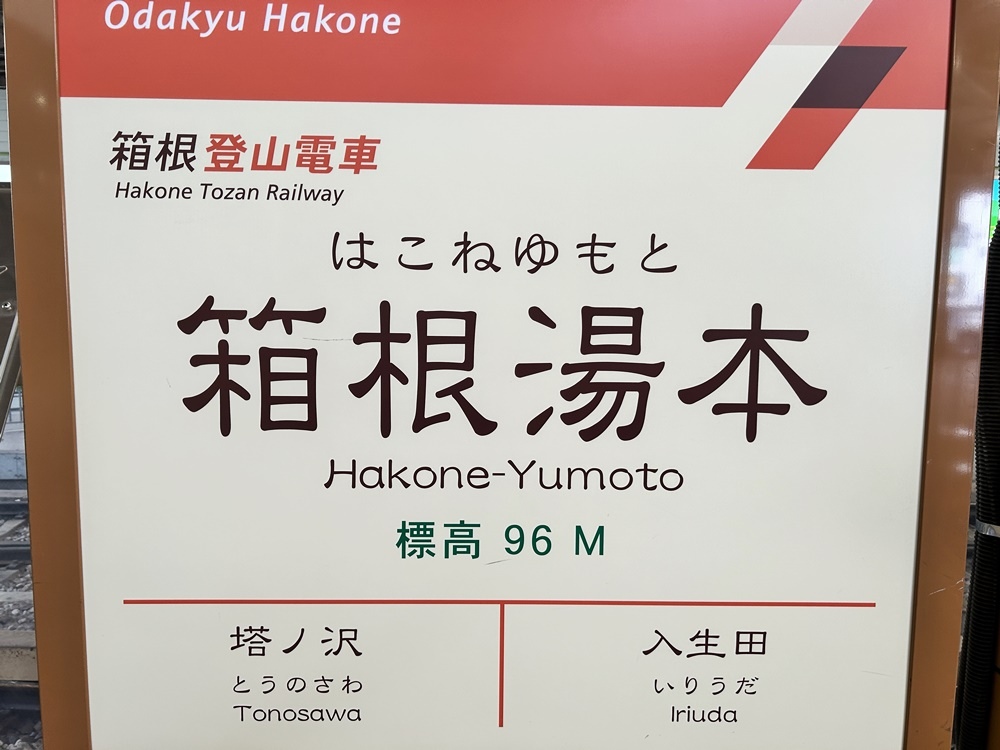 Odakyu Hakone
箱根登山電車
Hakone Tozan Railway
はこねゆもと
箱根湯本
Hakone-Yumoto
標高 96 M
塔ノ沢
とうのさわ
Tonosawa
入生田
いりうだ
Iriuda